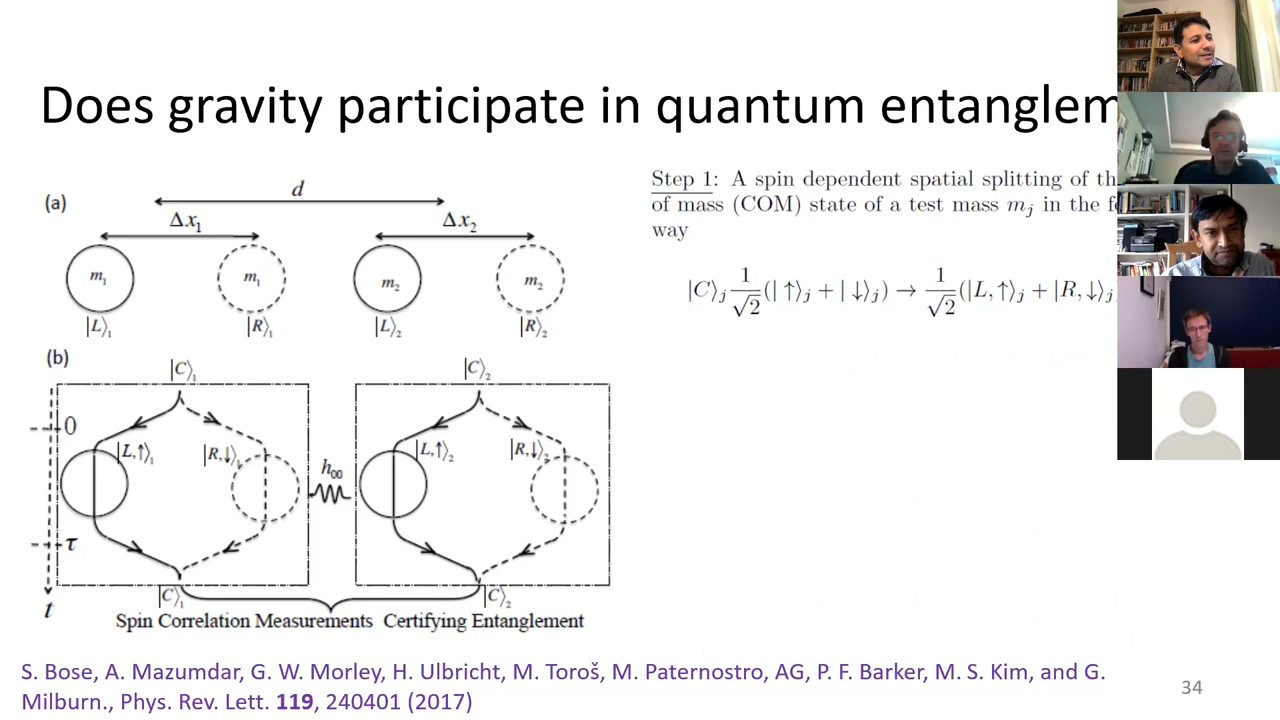 Does gravity participate in quantum entanglem
(a)
d
Δx₁
Δx₂
m₁
m₁
m₂
m₂
|L⟩₁
|R⟩₁
|L⟩₂
|R⟩₂
(b)
|C⟩₁
|C⟩₂
0
|L,↑⟩₁
|R,↓⟩₁
h₀₀
|L,↑⟩₂
|R,↓⟩₂
τ
t
|C⟩₁
|C⟩₂
Spin Correlation Measurements Certifying Entanglement
Step 1: A spin dependent spatial splitting of th
of mass (COM) state of a test mass mⱼ in the
way
|C⟩ⱼ 1/√2 (|↑⟩ⱼ + |↓⟩ⱼ) → 1/√2 (|L,↑⟩ⱼ + |R,↓⟩ⱼ
S. Bose, A. Mazumdar, G. W. Morley, H. Ulbricht, M. Toroš, M. Paternostro, AG, P. F. Barker, M. S. Kim, and G.
Milburn., Phys. Rev. Lett. 119, 240401 (2017)
34